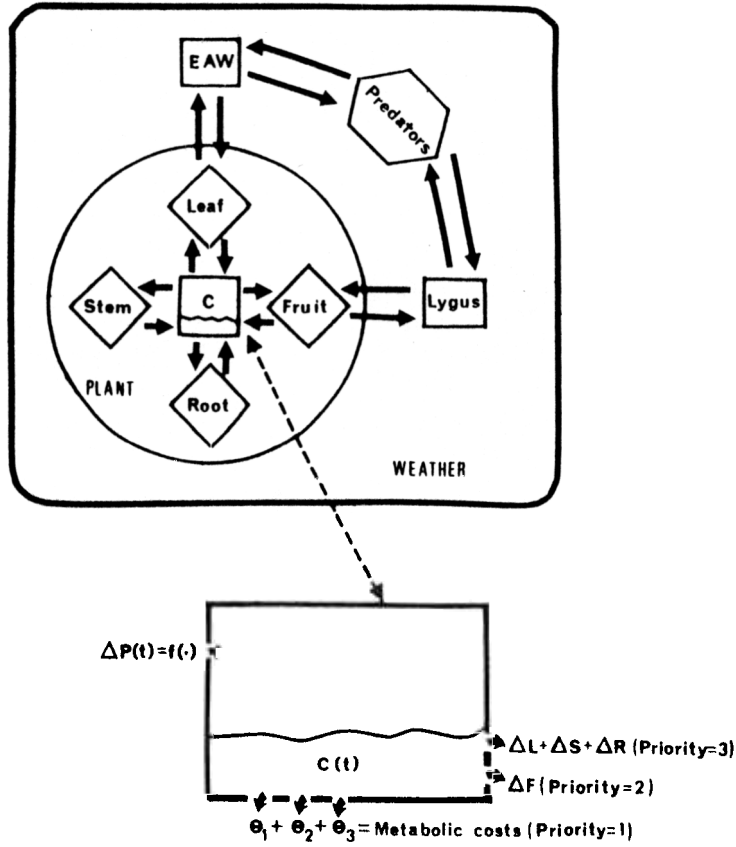 EAW
Predators
Leaf
Stem
C
Fruit
Lygus
PLANT
Root
WEATHER
ΔP(t)=f(·)
C(t)
ΔL+ΔS+ΔR (Priority=3)
ΔF (Priority=2)
Θ₁+ Θ₂+ Θ₃= Metabolic costs (Priority=1)